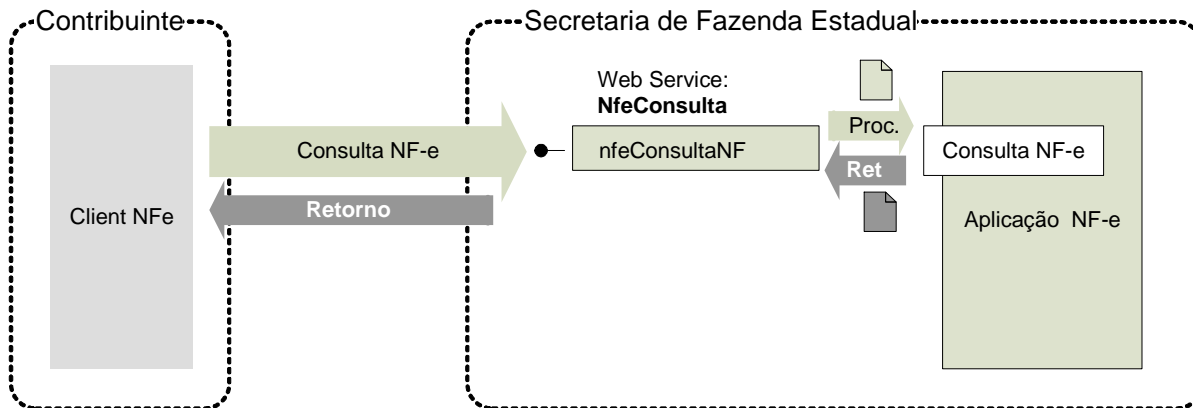 Contribuinte
Secretaria de Fazenda Estadual
Web Service:
NfeConsulta
Consulta NF-e
nfeConsultaNF
Proc.
Consulta NF-e
Ret
Retorno
Client NFe
Aplicação NF-e